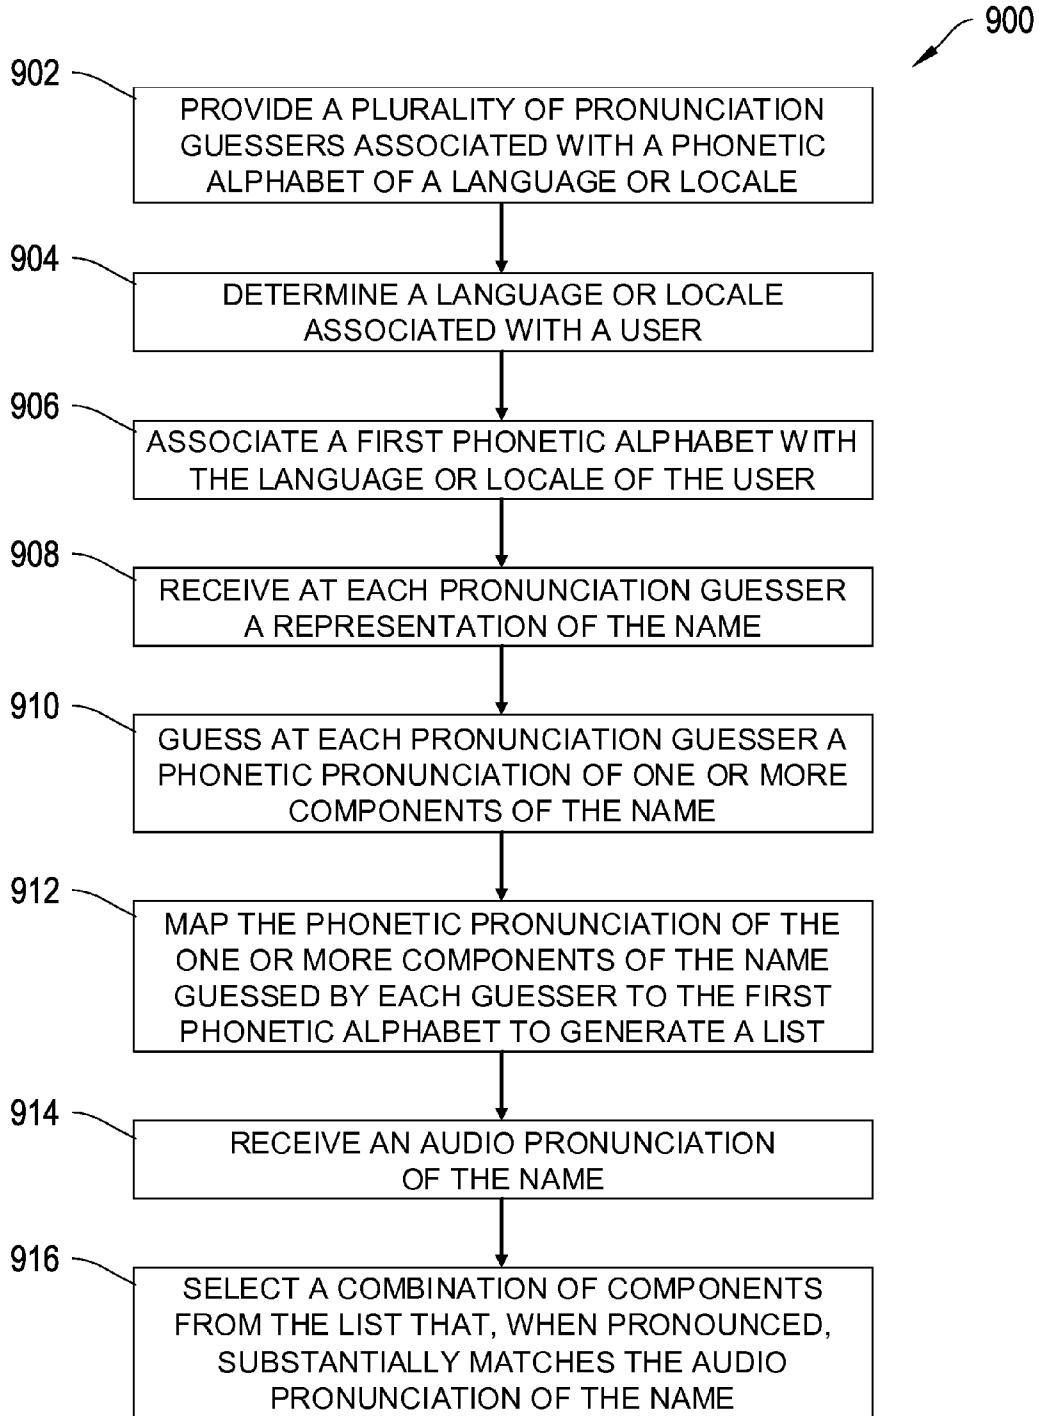 900
902
PROVIDE A PLURALITY OF PRONUNCIATION
GUESSERS ASSOCIATED WITH A PHONETIC
ALPHABET OF A LANGUAGE OR LOCALE
904
DETERMINE A LANGUAGE OR LOCALE
ASSOCIATED WITH A USER
906
ASSOCIATE A FIRST PHONETIC ALPHABET WITH
THE LANGUAGE OR LOCALE OF THE USER
908
RECEIVE AT EACH PRONUNCIATION GUESSER
A REPRESENTATION OF THE NAME
910
GUESS AT EACH PRONUNCIATION GUESSER A
PHONETIC PRONUNCIATION OF ONE OR MORE
COMPONENTS OF THE NAME
912
MAP THE PHONETIC PRONUNCIATION OF THE
ONE OR MORE COMPONENTS OF THE NAME
GUESSED BY EACH GUESSER TO THE FIRST
PHONETIC ALPHABET TO GENERATE A LIST
914
RECEIVE AN AUDIO PRONUNCIATION
OF THE NAME
916
SELECT A COMBINATION OF COMPONENTS
FROM THE LIST THAT, WHEN PRONOUNCED,
SUBSTANTIALLY MATCHES THE AUDIO
PRONUNCIATION OF THE NAME